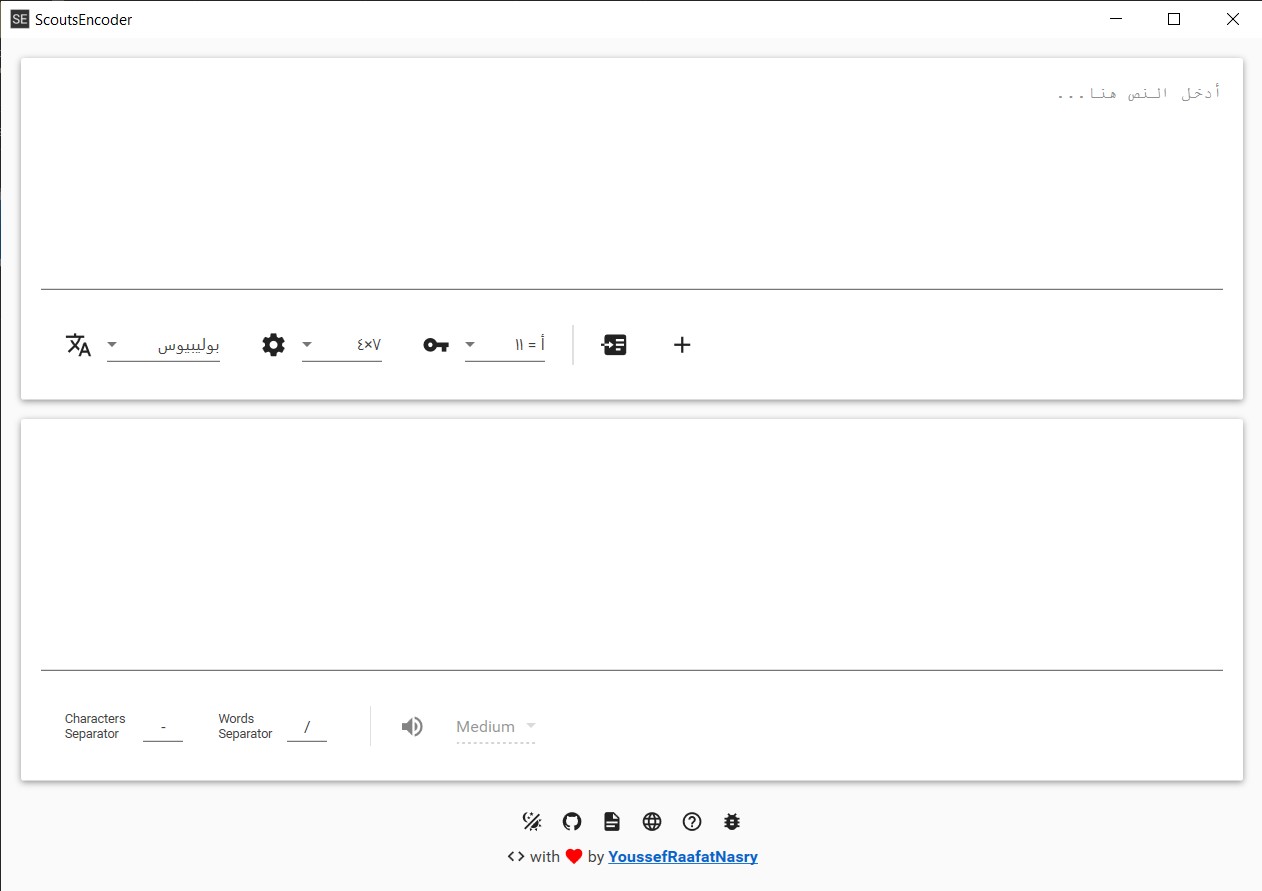 SE ScoutsEncoder
أدخل النص هنا...
بوليبيوس
٤×٧
أ = ١١
Characters
Separator
-
Words
Separator
/
Medium
<> with ❤ by YoussefRaafatNasry